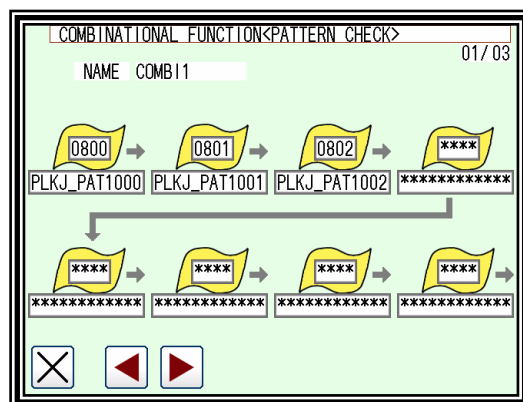 COMBINATIONAL FUNCTION<PATTERN CHECK>
01/03
NAME COMBI1
0800 0801 0802 ****
PLKJ_PAT1000 PLKJ_PAT1001 PLKJ_PAT1002 ************
**** **** **** ****
************ ************ ************ ************